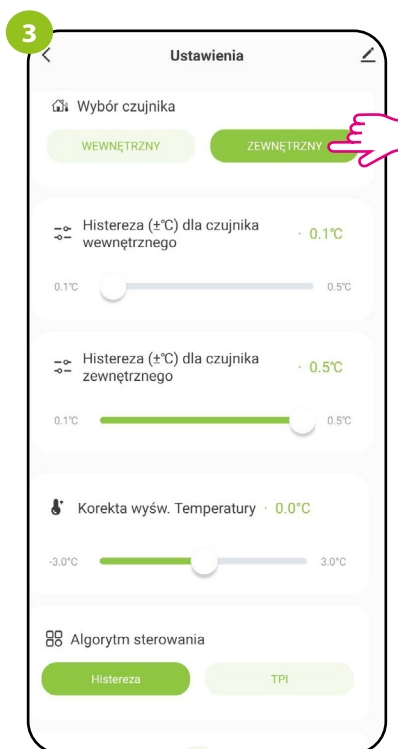 3
Ustawienia
Wybór czujnika
WEWNĘTRZNY ZEWNĘTRZNY
Histereza (±°C) dla czujnika
wewnętrznego
· 0.1°C
0.1°C 0.5°C
Histereza (±°C) dla czujnika
zewnętrznego
· 0.5°C
0.1°C 0.5°C
Korekta wyśw. Temperatury · 0.0°C
-3.0°C 3.0°C
Algorytm sterowania
Histereza TPI